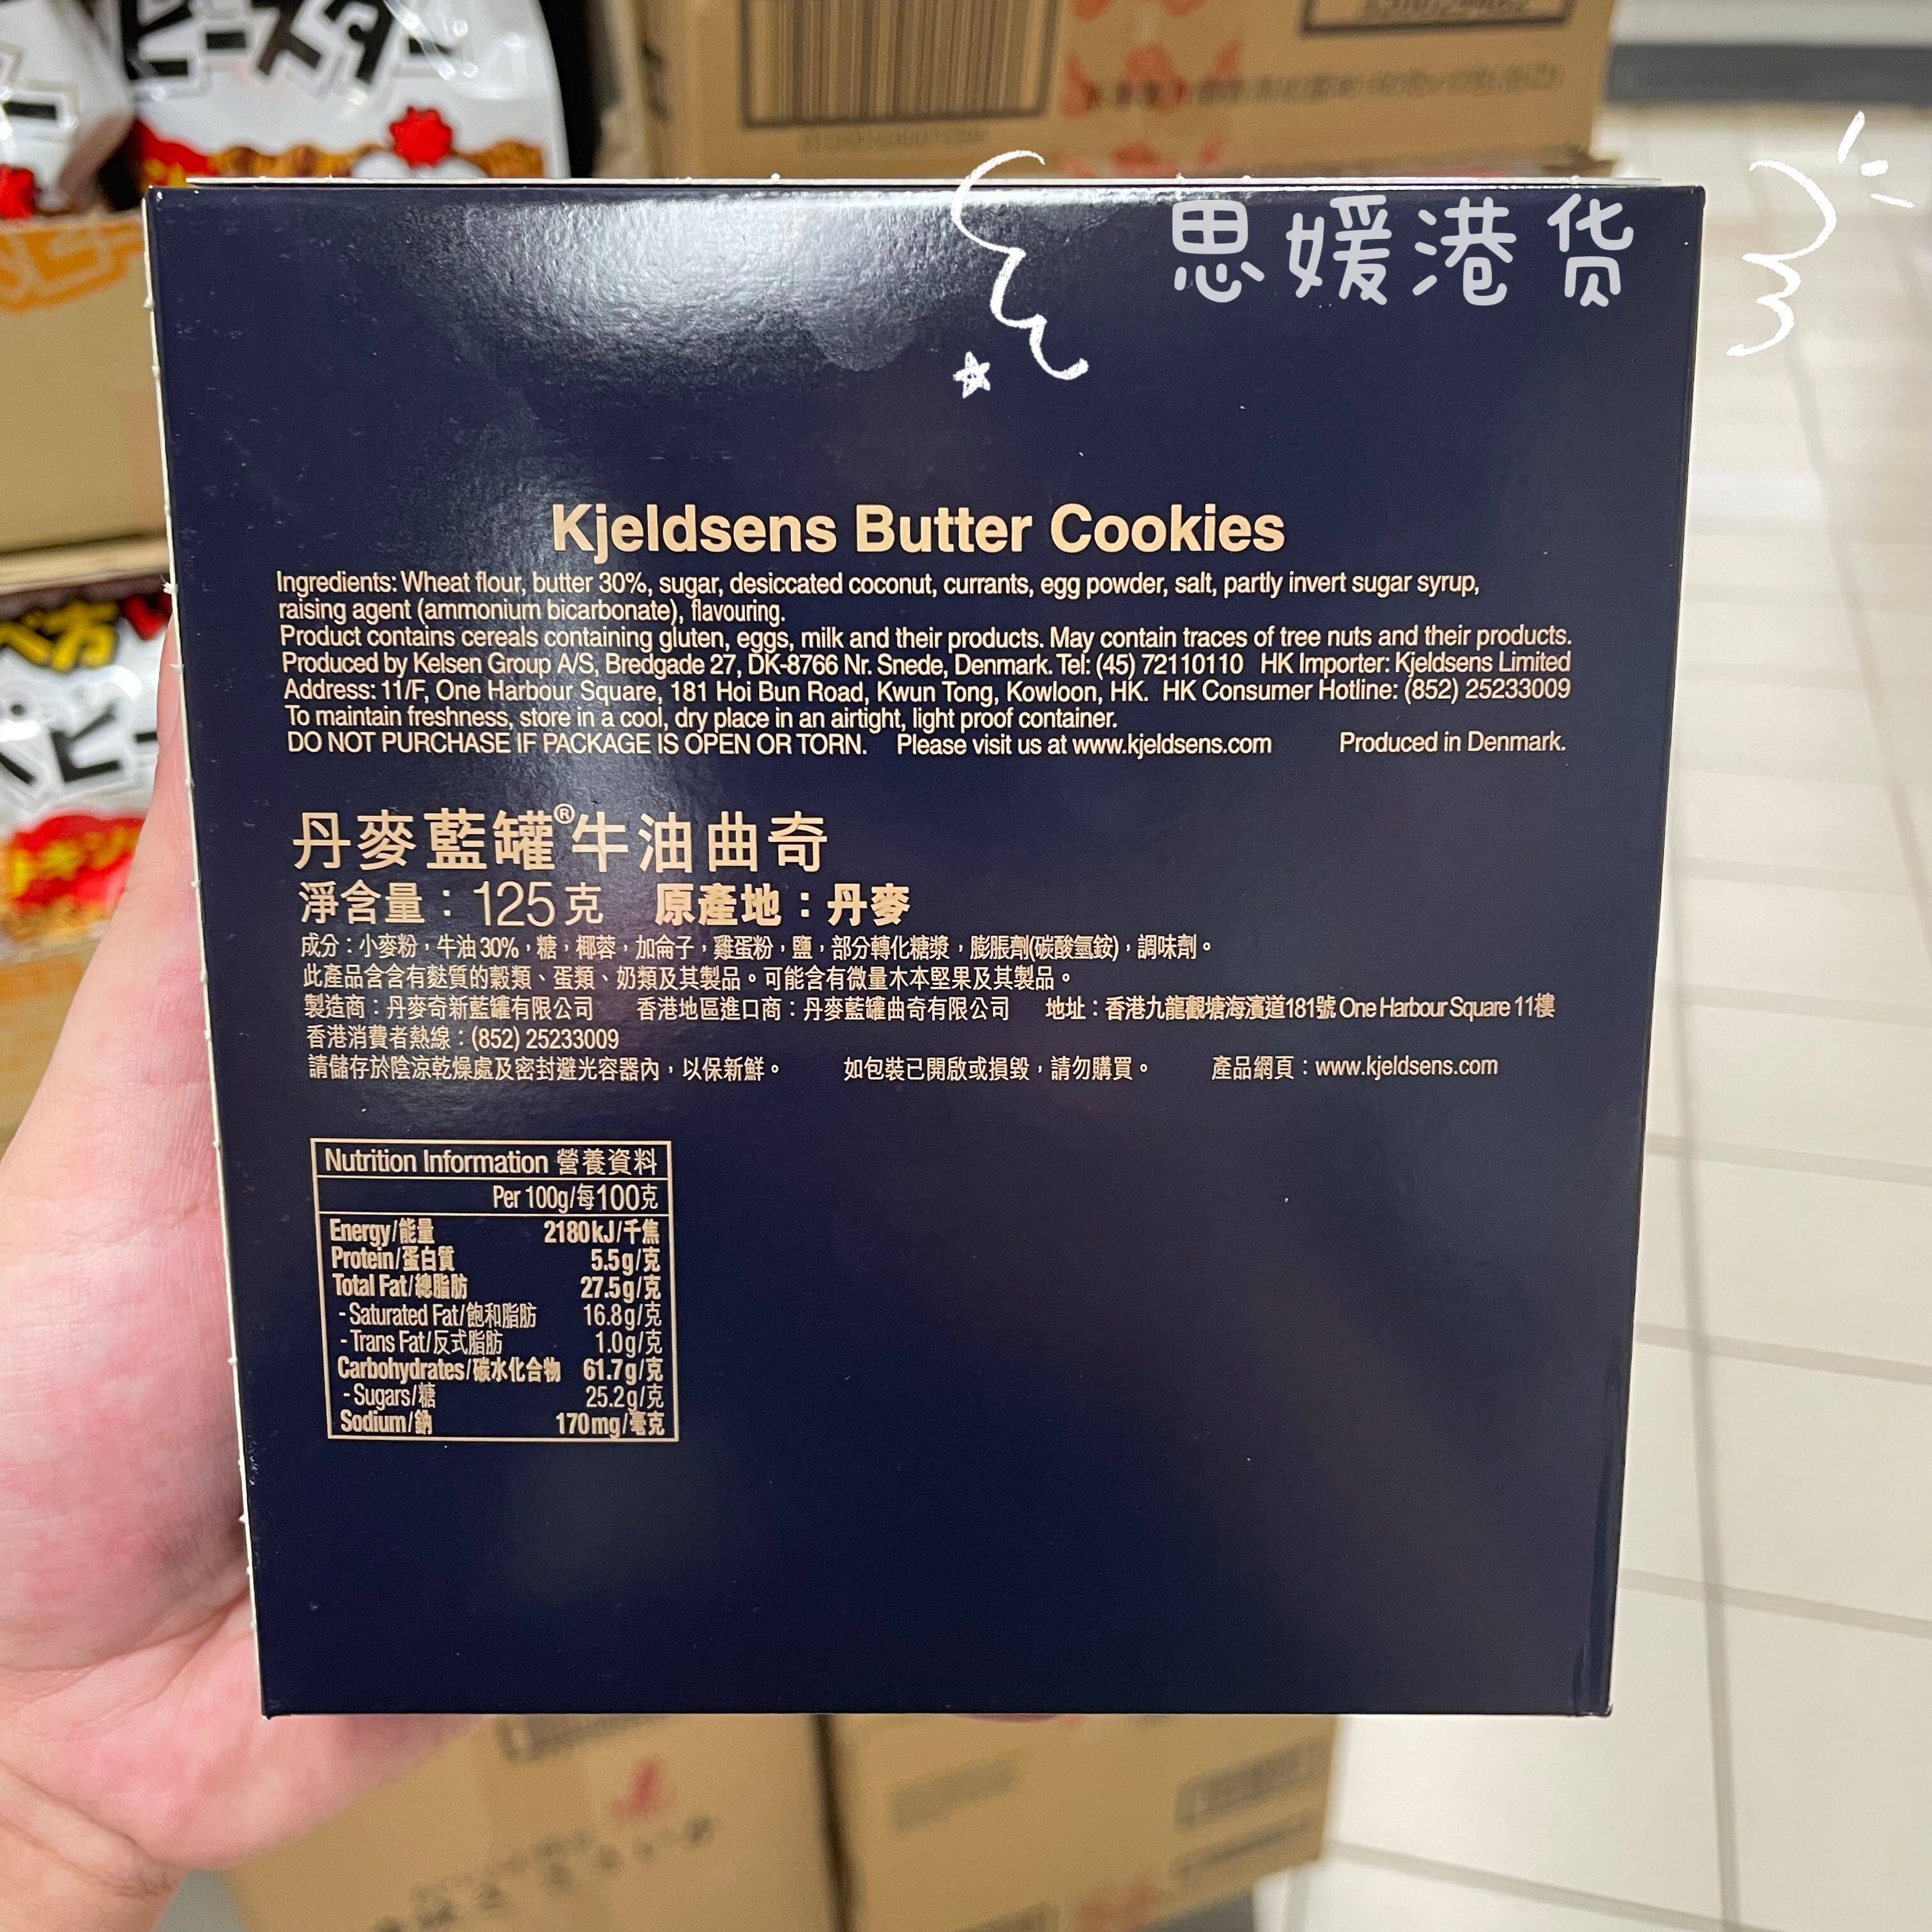 ビースター
思媛港货
Kjeldsens Butter Cookies
Ingredients: Wheat flour, butter 30%, sugar, desiccated coconut, currants, egg powder, salt, partly invert sugar syrup,
raising agent (ammonium bicarbonate), flavouring.
Product contains cereals containing gluten, eggs, milk and their products. May contain traces of tree nuts and their products.
Produced by Kelsen Group A/S, Bredgade 27, DK-8766 Nr. Snede, Denmark. Tel: (45) 72110110 HK Importer: Kjeldsens Limited
Address: 11/F, One Harbour Square, 181 Hoi Bun Road, Kwun Tong, Kowloon, HK. HK Consumer Hotline: (852) 25233009
To maintain freshness, store in a cool, dry place in an airtight, light proof container.
DO NOT PURCHASE IF PACKAGE IS OPEN OR TORN. Please visit us at www.kjeldsens.com Produced in Denmark.
丹麥藍罐®牛油曲奇
淨含量：125克 原產地：丹麥
成分：小麥粉，牛油30%，糖，椰蓉，加侖子，雞蛋粉，鹽，部分轉化糖漿，膨脹劑(碳酸氫銨)，調味劑。
此產品含含有麩質的穀類、蛋類、奶類及其製品。可能含有微量木本堅果及其製品。
製造商：丹麥奇新藍罐有限公司 香港地區進口商：丹麥藍罐曲奇有限公司 地址：香港九龍觀塘海濱道181號 One Harbour Square 11樓
香港消費者熱線：(852) 25233009
請儲存於陰涼乾燥處及密封避光容器內，以保新鮮。 如包裝已開啟或損毀，請勿購買。 產品網頁：www.kjeldsens.com
Nutrition Information 營養資料
Per 100g/每100克
Energy/能量 2180kJ/千焦
Protein/蛋白質 5.5g/克
Total Fat/總脂肪 27.5g/克
- Saturated Fat/飽和脂肪 16.8g/克
- Trans Fat/反式脂肪 1.0g/克
Carbohydrates/碳水化合物 61.7g/克
- Sugars/糖 25.2g/克
Sodium/鈉 170mg/毫克